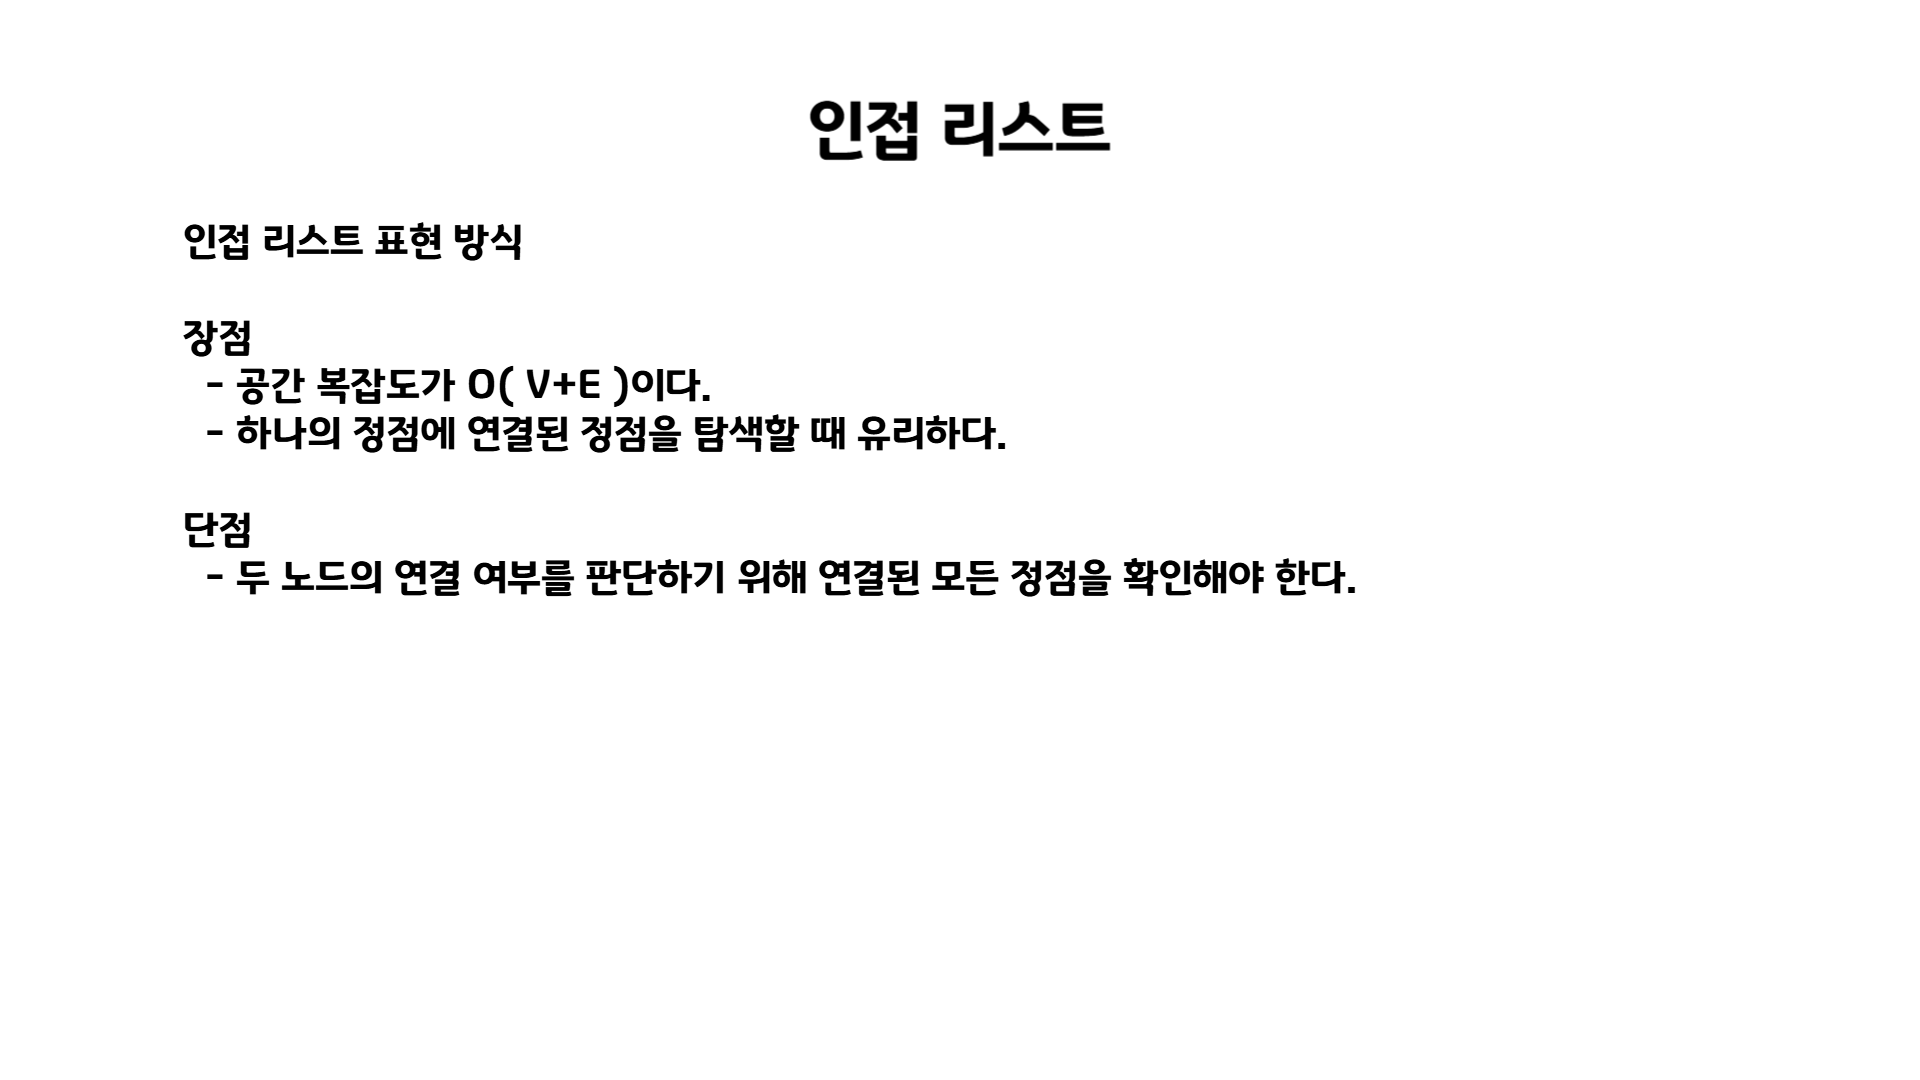 인접 리스트
인접 리스트 표현 방식
장점
- 공간 복잡도가 O( V+E )이다.
- 하나의 정점에 연결된 정점을 탐색할 때 유리하다.
단점
- 두 노드의 연결 여부를 판단하기 위해 연결된 모든 정점을 확인해야 한다.